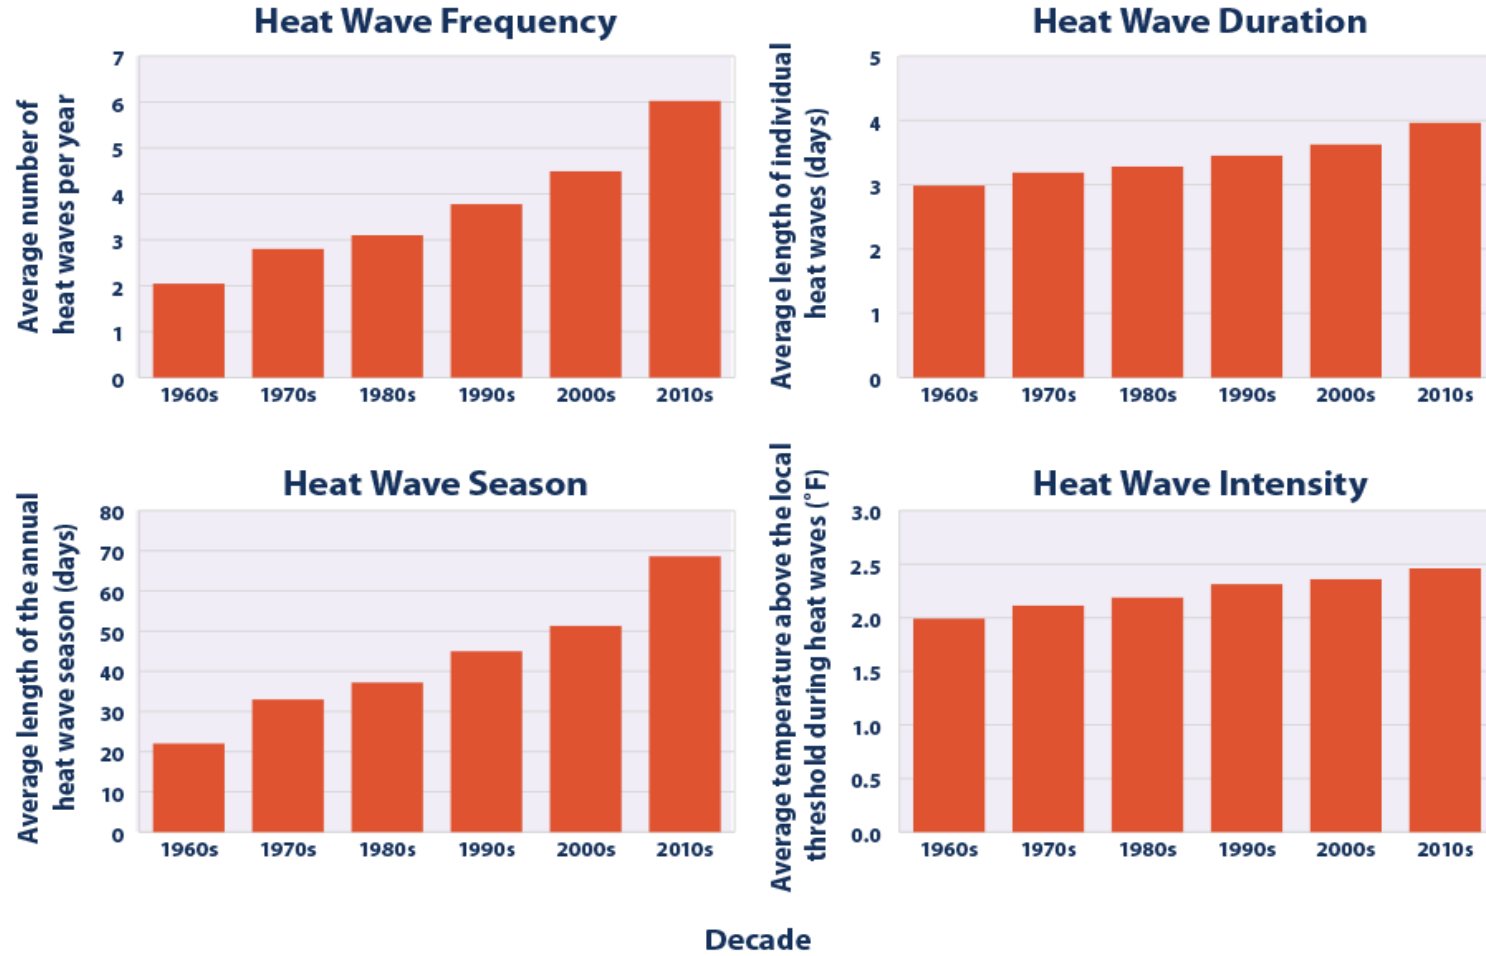 Heat Wave Frequency
Average number of
heat waves per year
7
6
5
4
3
2
1
0
1960s 1970s 1980s 1990s 2000s 2010s
Heat Wave Duration
Average length of individual
heat waves (days)
5
4
3
2
1
0
1960s 1970s 1980s 1990s 2000s 2010s
Heat Wave Season
Average length of the annual
heat wave season (days)
80
70
60
50
40
30
20
10
0
1960s 1970s 1980s 1990s 2000s 2010s
Heat Wave Intensity
Average temperature above the local
threshold during heat waves (˚F)
3.0
2.5
2.0
1.5
1.0
0.5
0.0
1960s 1970s 1980s 1990s 2000s 2010s
Decade